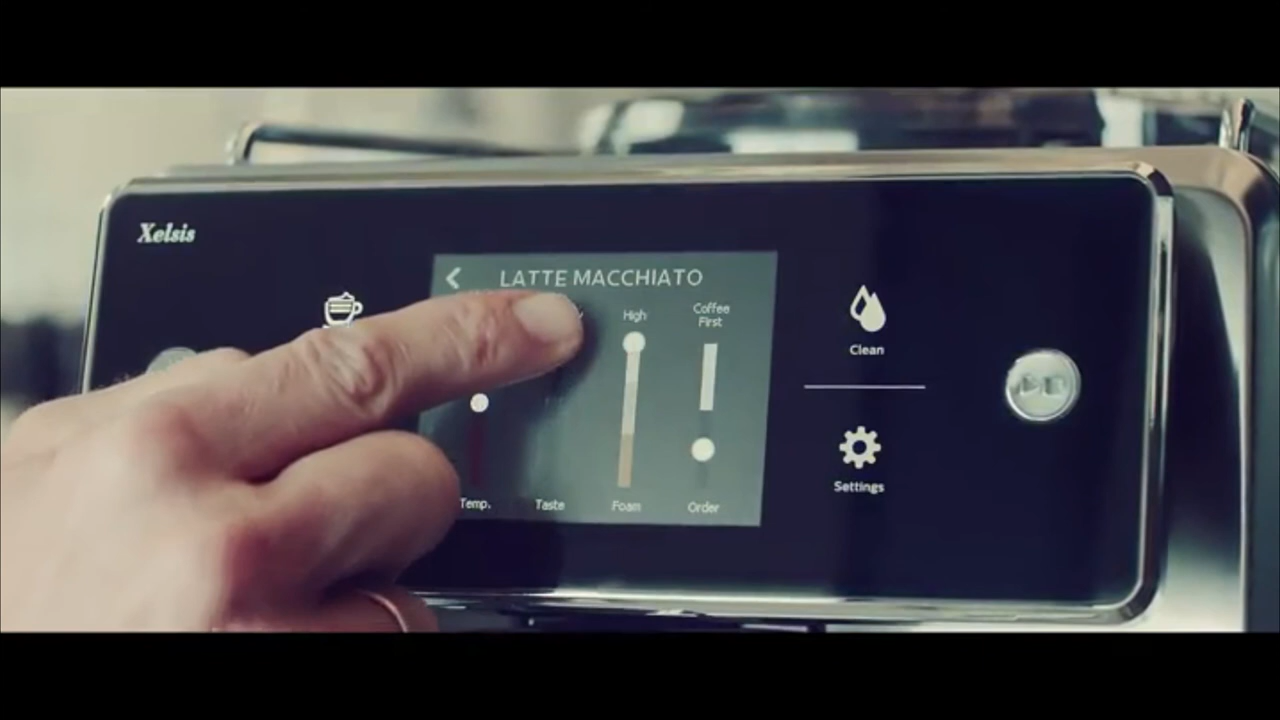 Xelsis
LATTE MACCHIATO
High
Coffee
First
Clean
Temp.
Taste
Foam
Order
Settings